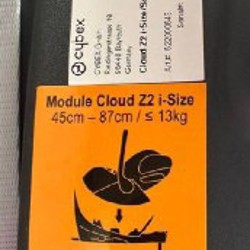 cybex
CYBEX GmbH
Riedingerstrasse 18
95448 Bayreuth
Germany
Cloud Z2 i-Size
Module Cloud Z2 i-Size
45cm – 87cm / ≤ 13kg